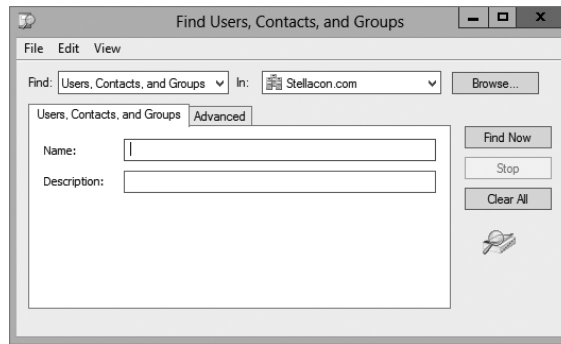 Find Users, Contacts, and Groups
File Edit View
Find: Users, Contacts, and Groups In: Stellacon.com Browse...
Users, Contacts, and Groups Advanced
Name:
Description:
Find Now
Stop
Clear All